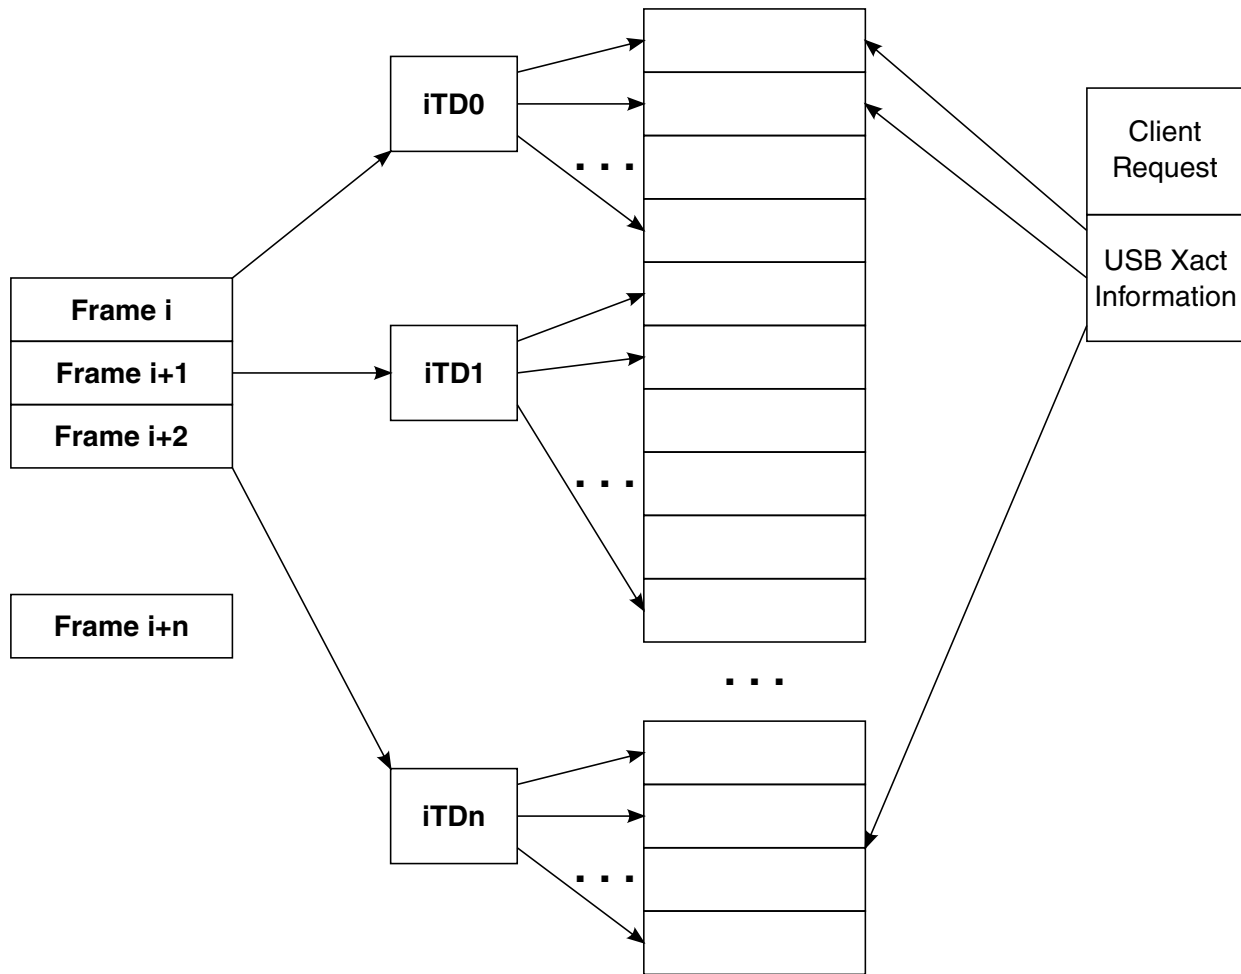 iTD0
. . .
Client
Request
USB Xact
Information
Frame i
Frame i+1
Frame i+2
iTD1
. . .
Frame i+n
. . .
iTDn
. . .